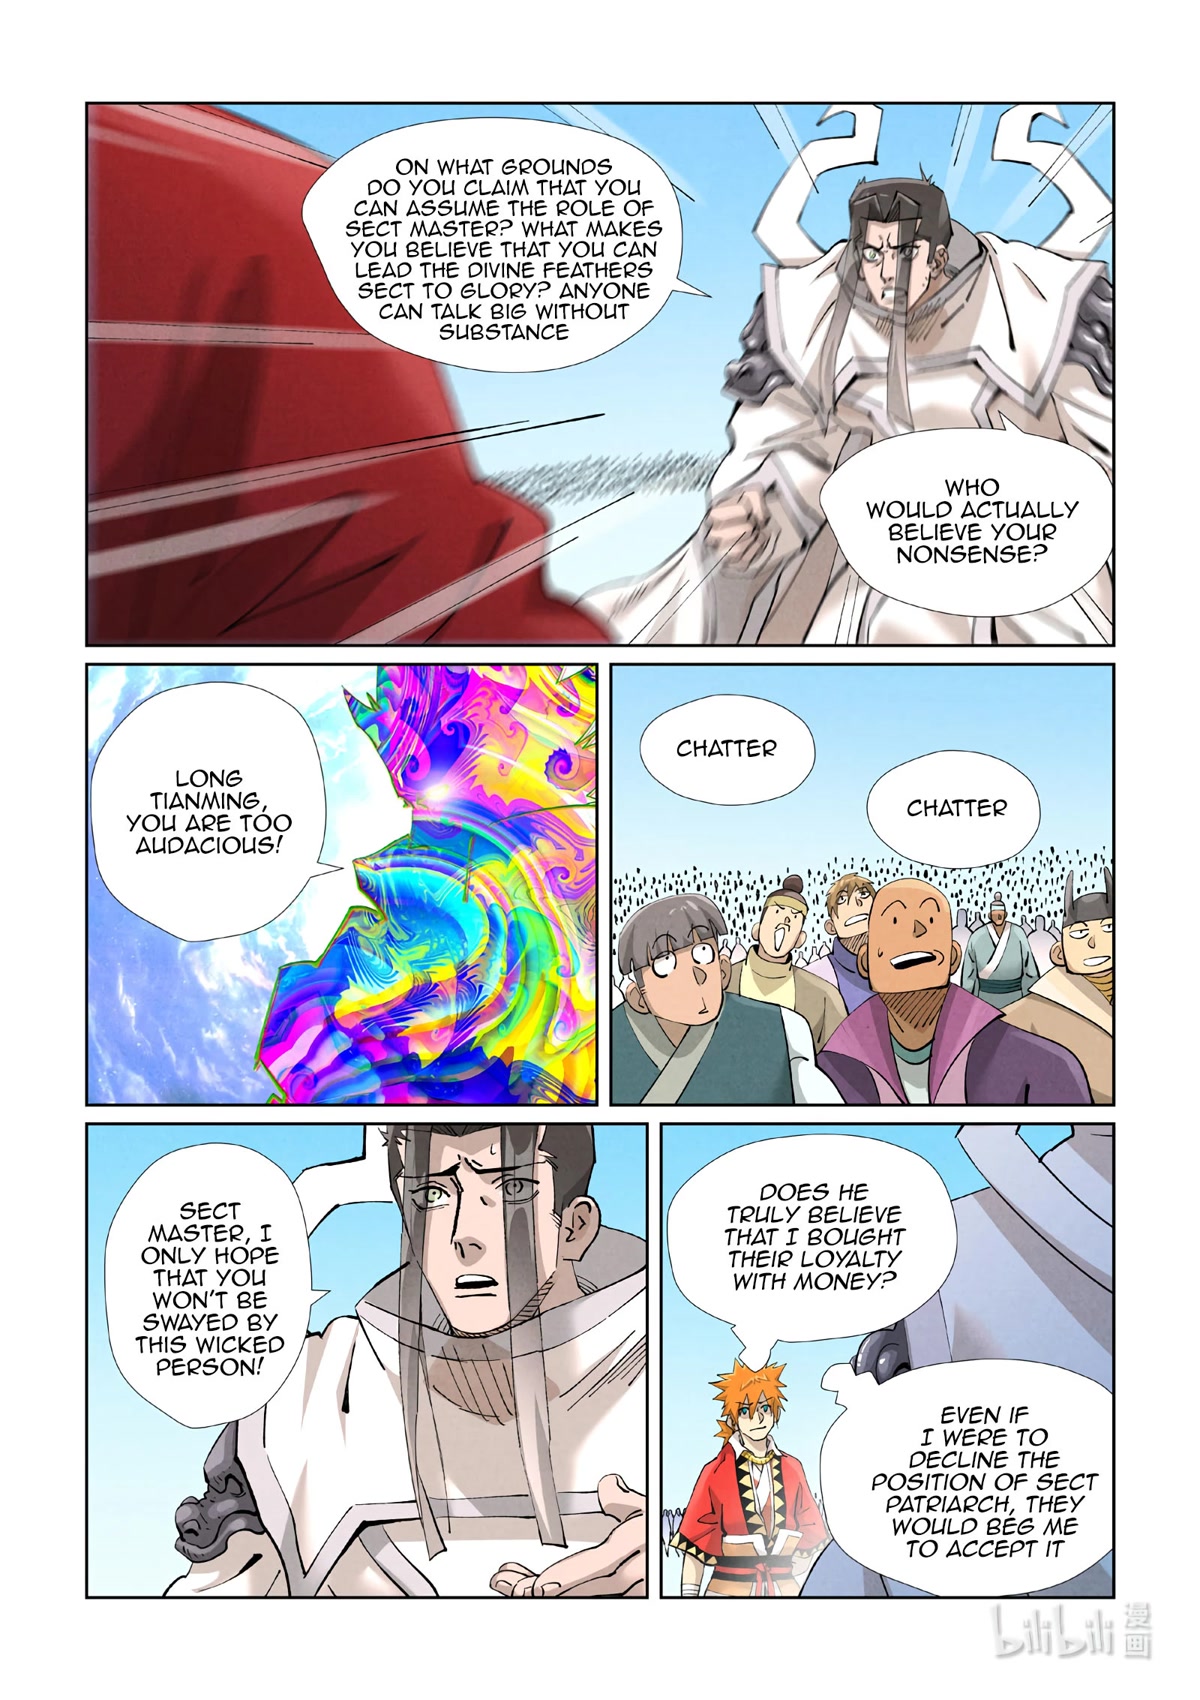 ON WHAT GROUNDS
DO YOU CLAIM THAT YOU
CAN ASSUME THE ROLE OF
SECT MASTER? WHAT MAKES
YOU BELIEVE THAT YOU CAN
LEAD THE DIVINE FEATHERS
SECT TO GLORY? ANYONE
CAN TALK BIG WITHOUT
SUBSTANCE
WHO
WOULD ACTUALLY
BELIEVE YOUR
NONSENSE?
LONG
TIANMING,
YOU ARE TOO
AUDACIOUS!
CHATTER
CHATTER
SECT
MASTER, I
ONLY HOPE
THAT YOU
WON'T BE
SWAYED BY
THIS WICKED
PERSON!
DOES HE
TRULY BELIEVE
THAT I BOUGHT
THEIR LOYALTY
WITH MONEY?
EVEN IF
I WERE TO
DECLINE THE
POSITION OF SECT
PATRIARCH, THEY
WOULD BEG ME
TO ACCEPT IT
bilibili 漫画